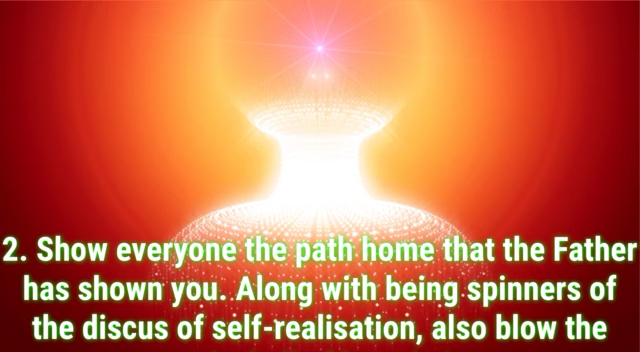 2. Show everyone the path home that the Father
has shown you. Along with being spinners of
the discus of self-realisation, also blow the